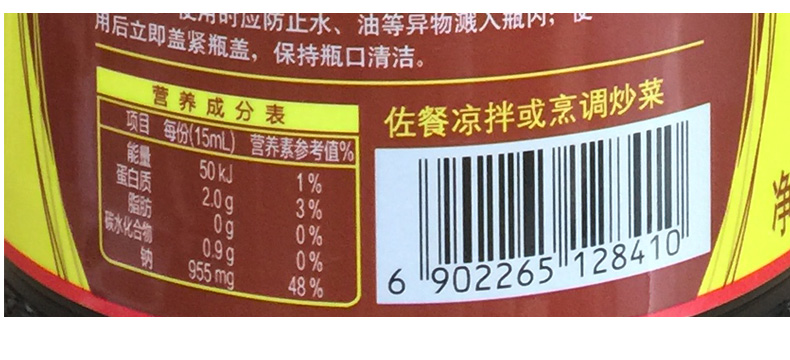 使用时应防止水、油等异物溅入瓶内，使
用后立即盖紧瓶盖，保持瓶口清洁。
营养成分表
项目 每份(15mL) 营养素参考值%
能量 50 kJ 1%
蛋白质 2.0 g 3%
脂肪 0 g 0%
碳水化合物 0.9 g 0%
钠 955 mg 48%
佐餐凉拌或烹调炒菜
6 902265 128410
净